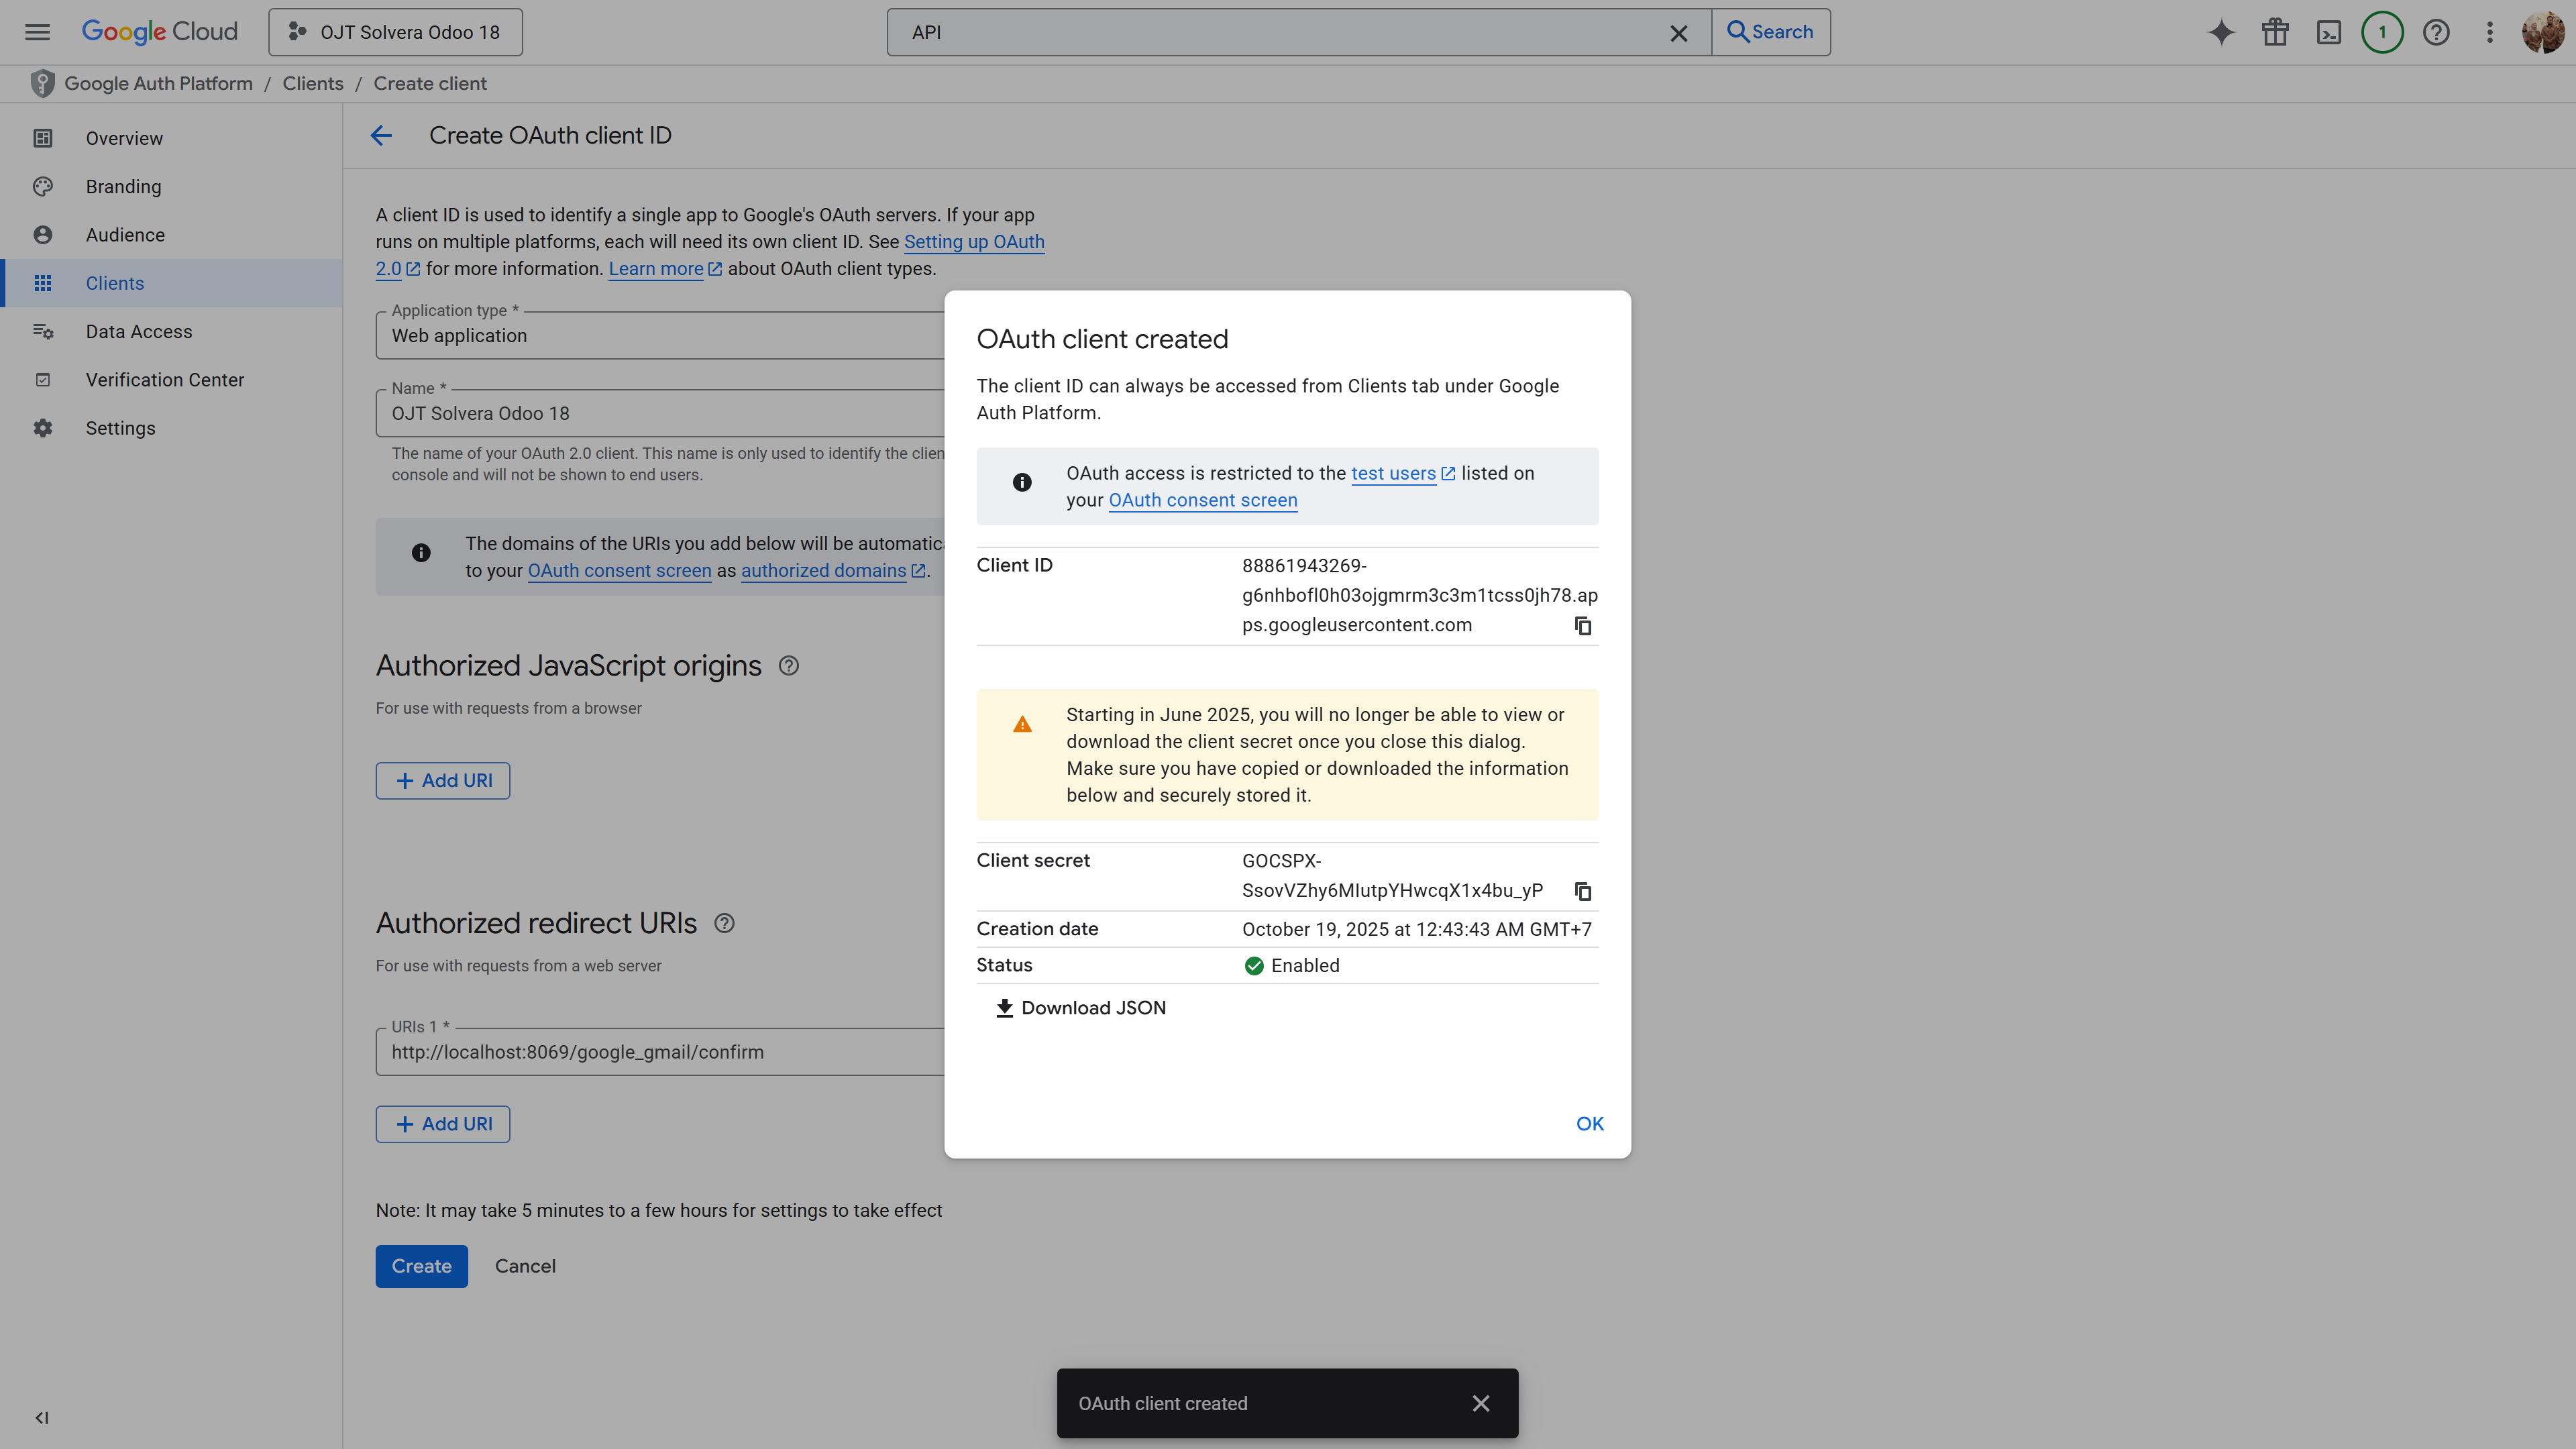 Google Cloud
OJT Solvera Odoo 18
API
Search
1
Google Auth Platform / Clients / Create client
Overview
Branding
Audience
Clients
Data Access
Verification Center
Settings
Create OAuth client ID
A client ID is used to identify a single app to Google's OAuth servers. If your app
runs on multiple platforms, each will need its own client ID. See Setting up OAuth
2.0 for more information. Learn more about OAuth client types.
Application type *
Web application
Name *
OJT Solvera Odoo 18
The name of your OAuth 2.0 client. This name is only used to identify the clien
console and will not be shown to end users.
The domains of the URIs you add below will be automatic
to your OAuth consent screen as authorized domains.
Authorized JavaScript origins
For use with requests from a browser
Add URI
Authorized redirect URIs
For use with requests from a web server
URIs 1 *
http://localhost:8069/google_gmail/confirm
Add URI
Note: It may take 5 minutes to a few hours for settings to take effect
Create
Cancel
OAuth client created
The client ID can always be accessed from Clients tab under Google
Auth Platform.
OAuth access is restricted to the test users listed on
your OAuth consent screen
Client ID
88861943269-
g6nhbofl0h03ojgmrm3c3m1tcss0jh78.ap
ps.googleusercontent.com
Starting in June 2025, you will no longer be able to view or
download the client secret once you close this dialog.
Make sure you have copied or downloaded the information
below and securely stored it.
Client secret
GOCSPX-
SsovVZhy6MIutpYHwcqX1x4bu_yP
Creation date
October 19, 2025 at 12:43:43 AM GMT+7
Status
Enabled
Download JSON
OK
OAuth client created